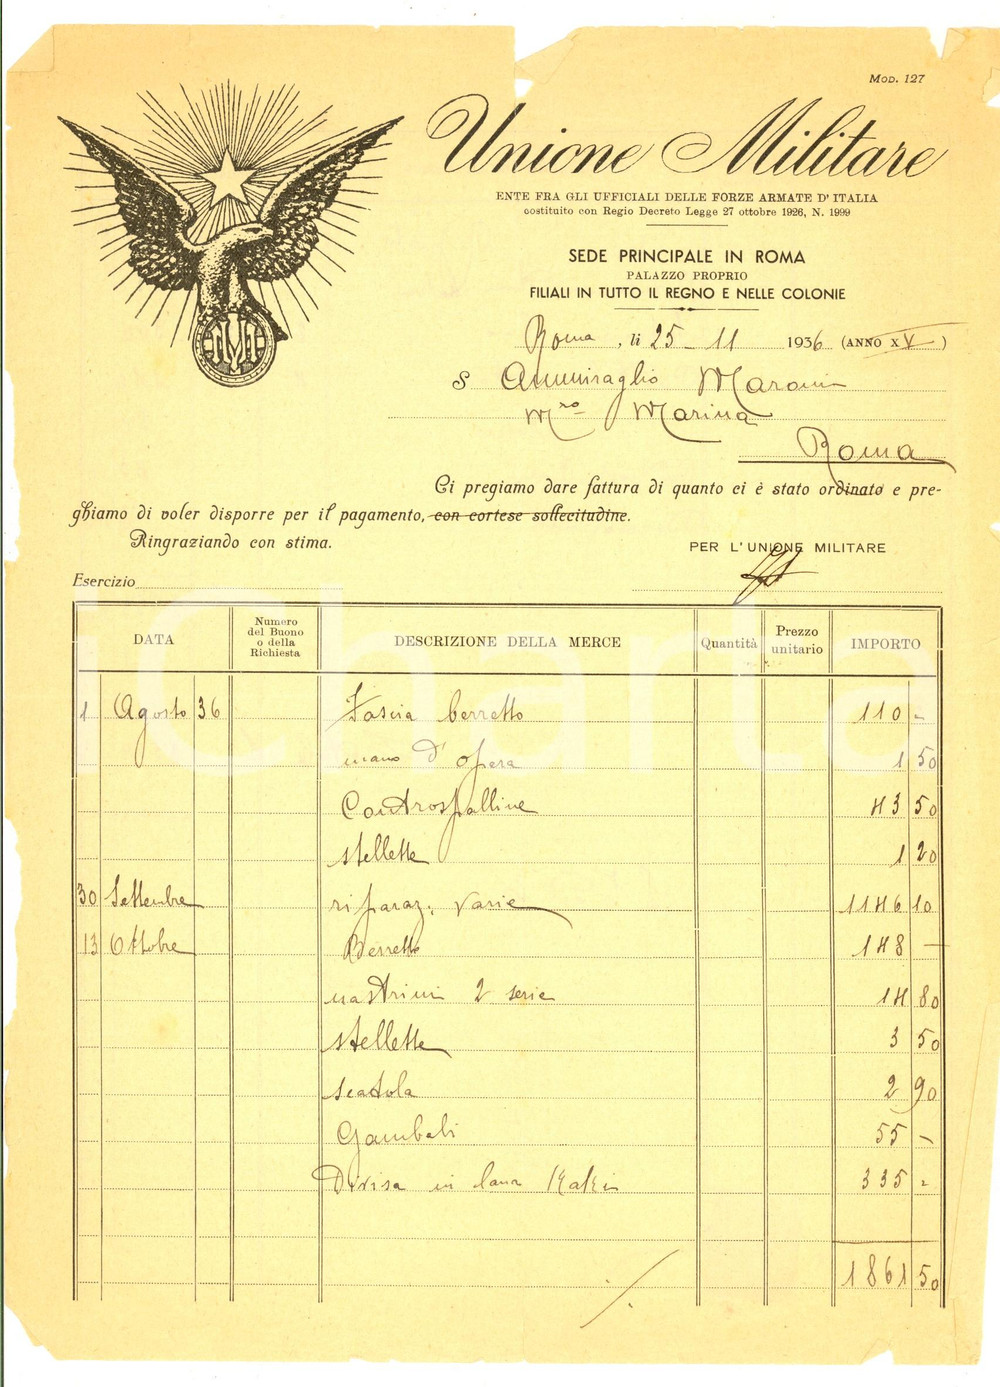 Mod. 127
Unione Militare
ENTE FRA GLI UFFICIALI DELLE FORZE ARMATE D'ITALIA
costituito con Regio Decreto Legge 27 ottobre 1926, N. 1999
SEDE PRINCIPALE IN ROMA
PALAZZO PROPRIO
FILIALI IN TUTTO IL REGNO E NELLE COLONIE
Roma, li 25 - 11 1936 (ANNO XV)
S Ammiraglio Maroni
Mro Marina
Roma
Ci pregiamo dare fattura di quanto ci è stato ordinato e pre-
ghiamo di voler disporre per il pagamento, con cortese sollecitudine.
Ringraziando con stima.
PER L'UNIONE MILITARE
Esercizio
DATA Numero del Buono o della Richiesta DESCRIZIONE DELLA MERCE Quantità Prezzo unitario IMPORTO
1 Agosto 36 Fascia berretto 110 -
mano d'opera 1 50
Controspalline 43 50
stellette 1 20
30 Settembre riparaz. varie 1146 10
13 Ottobre Berretto 148 -
nastrini 2 serie 14 80
stellette 3 50
scatola 2 90
Gambali 55 -
Divisa in lana Kaki 335 -
1861 50
iCharta